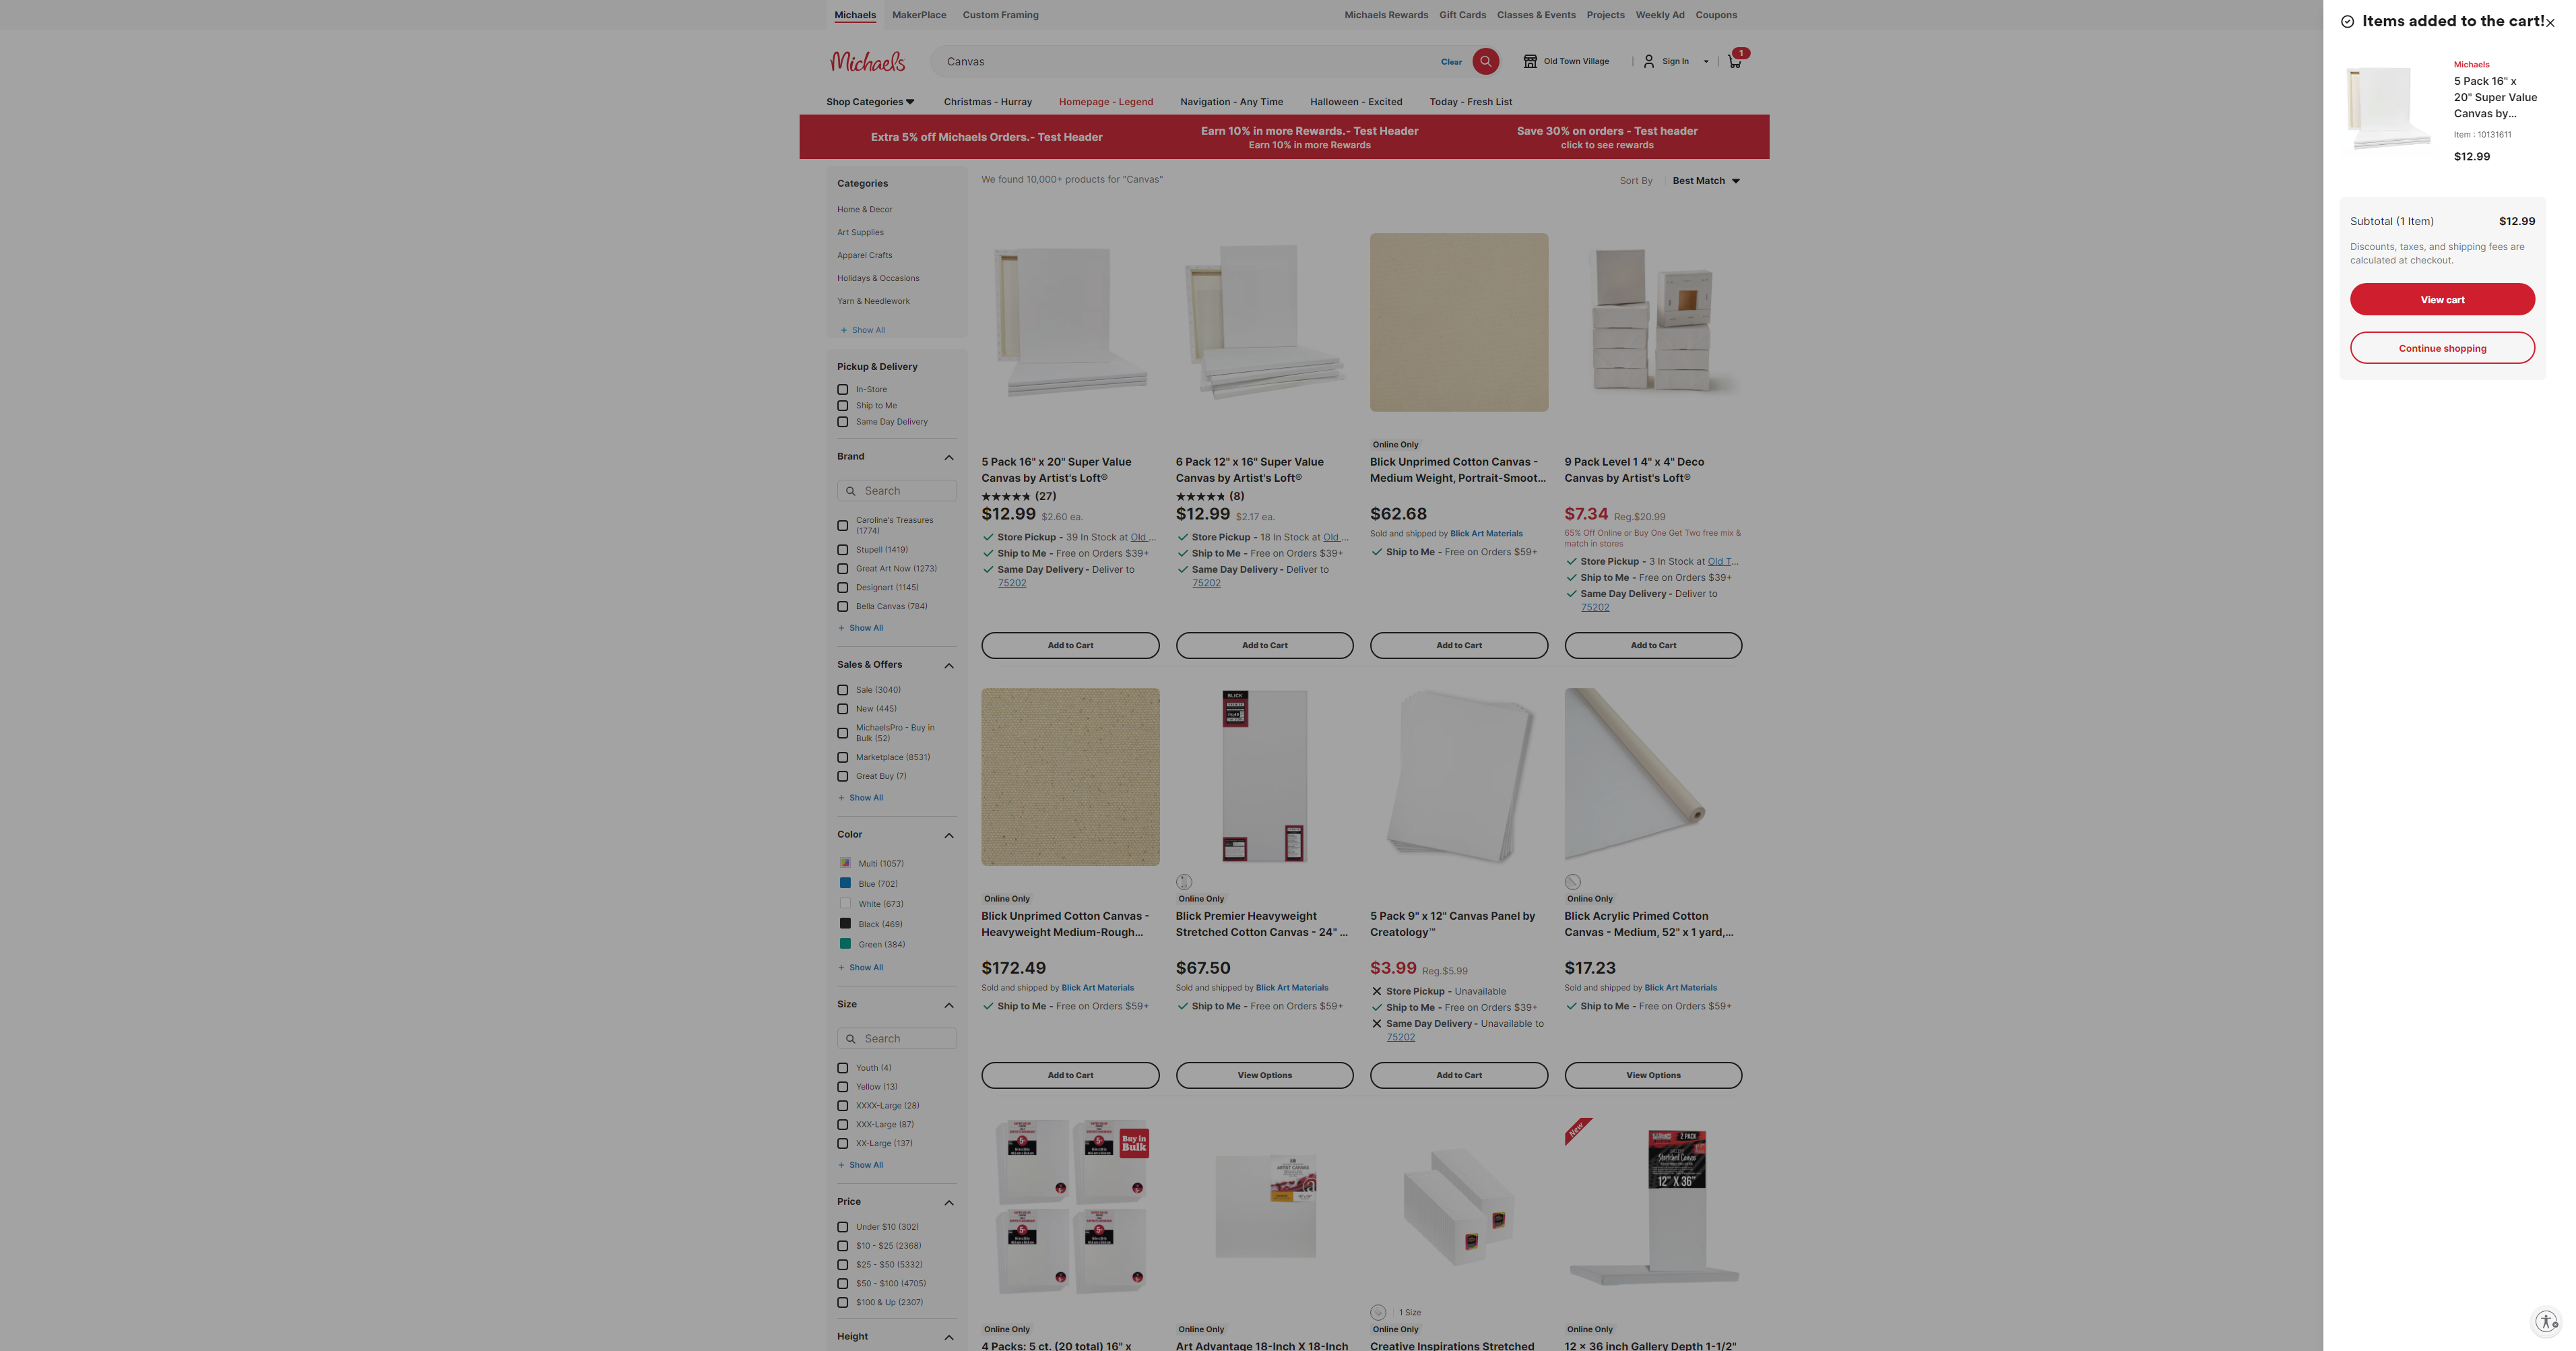 Michaels
MakerPlace
Custom Framing
Michaels Rewards
Gift Cards
Classes & Events
Projects
Weekly Ad
Coupons
Michaels
Canvas
Clear
Old Town Village
Sign In
1
Shop Categories
Christmas - Hurray
Homepage - Legend
Navigation - Any Time
Halloween - Excited
Today - Fresh List
Extra 5% off Michaels Orders.- Test Header
Earn 10% in more Rewards.- Test Header
Earn 10% in more Rewards
Save 30% on orders - Test header
click to see rewards
Categories
Home & Decor
Art Supplies
Apparel Crafts
Holidays & Occasions
Yarn & Needlework
+ Show All
Pickup & Delivery
In-Store
Ship to Me
Same Day Delivery
Brand
Search
Caroline's Treasures
(1774)
Stupell (1419)
Great Art Now (1273)
Designart (1145)
Bella Canvas (784)
+ Show All
Sales & Offers
Sale (3040)
New (445)
MichaelsPro - Buy in
Bulk (52)
Marketplace (8531)
Great Buy (7)
+ Show All
Color
Multi (1057)
Blue (702)
White (673)
Black (469)
Green (384)
+ Show All
Size
Search
Youth (4)
Yellow (13)
XXXX-Large (28)
XXX-Large (87)
XX-Large (137)
+ Show All
Price
Under $10 (302)
$10 - $25 (2368)
$25 - $50 (5332)
$50 - $100 (4705)
$100 & Up (2307)
Height
We found 10,000+ products for "Canvas"
Sort By
Best Match
5 Pack 16" x 20" Super Value
Canvas by Artist's Loft®
(27)
$12.99 $2.60 ea.
Store Pickup - 39 In Stock at Old ...
Ship to Me - Free on Orders $39+
Same Day Delivery - Deliver to
75202
Add to Cart
6 Pack 12" x 16" Super Value
Canvas by Artist's Loft®
(8)
$12.99 $2.17 ea.
Store Pickup - 18 In Stock at Old ...
Ship to Me - Free on Orders $39+
Same Day Delivery - Deliver to
75202
Add to Cart
Online Only
Blick Unprimed Cotton Canvas -
Medium Weight, Portrait-Smoot...
$62.68
Sold and shipped by Blick Art Materials
Ship to Me - Free on Orders $59+
Add to Cart
9 Pack Level 1 4" x 4" Deco
Canvas by Artist's Loft®
$7.34 Reg.$20.99
65% Off Online or Buy One Get Two free mix &
match in stores
Store Pickup - 3 In Stock at Old T...
Ship to Me - Free on Orders $39+
Same Day Delivery - Deliver to
75202
Add to Cart
Online Only
Blick Unprimed Cotton Canvas -
Heavyweight Medium-Rough...
$172.49
Sold and shipped by Blick Art Materials
Ship to Me - Free on Orders $59+
Add to Cart
BLICK
Online Only
Blick Premier Heavyweight
Stretched Cotton Canvas - 24" ...
$67.50
Sold and shipped by Blick Art Materials
Ship to Me - Free on Orders $59+
View Options
Online Only
5 Pack 9" x 12" Canvas Panel by
Creatology™
$3.99 Reg.$5.99
Store Pickup - Unavailable
Ship to Me - Free on Orders $39+
Same Day Delivery - Unavailable to
75202
Add to Cart
Online Only
Blick Acrylic Primed Cotton
Canvas - Medium, 52" x 1 yard,...
$17.23
Sold and shipped by Blick Art Materials
Ship to Me - Free on Orders $59+
View Options
Buy in
Bulk
Online Only
4 Packs: 5 ct. (20 total) 16" x
ARTIST CANVAS
Online Only
Art Advantage 18-Inch X 18-Inch
1 Size
Online Only
Creative Inspirations Stretched
New
2 PACK
Stretched Canvas
12" X 36"
Online Only
12 x 36 inch Gallery Depth 1-1/2"
Items added to the cart!
Michaels
5 Pack 16" x
20" Super Value
Canvas by...
Item : 10131611
$12.99
Subtotal (1 Item)
$12.99
Discounts, taxes, and shipping fees are
calculated at checkout.
View cart
Continue shopping